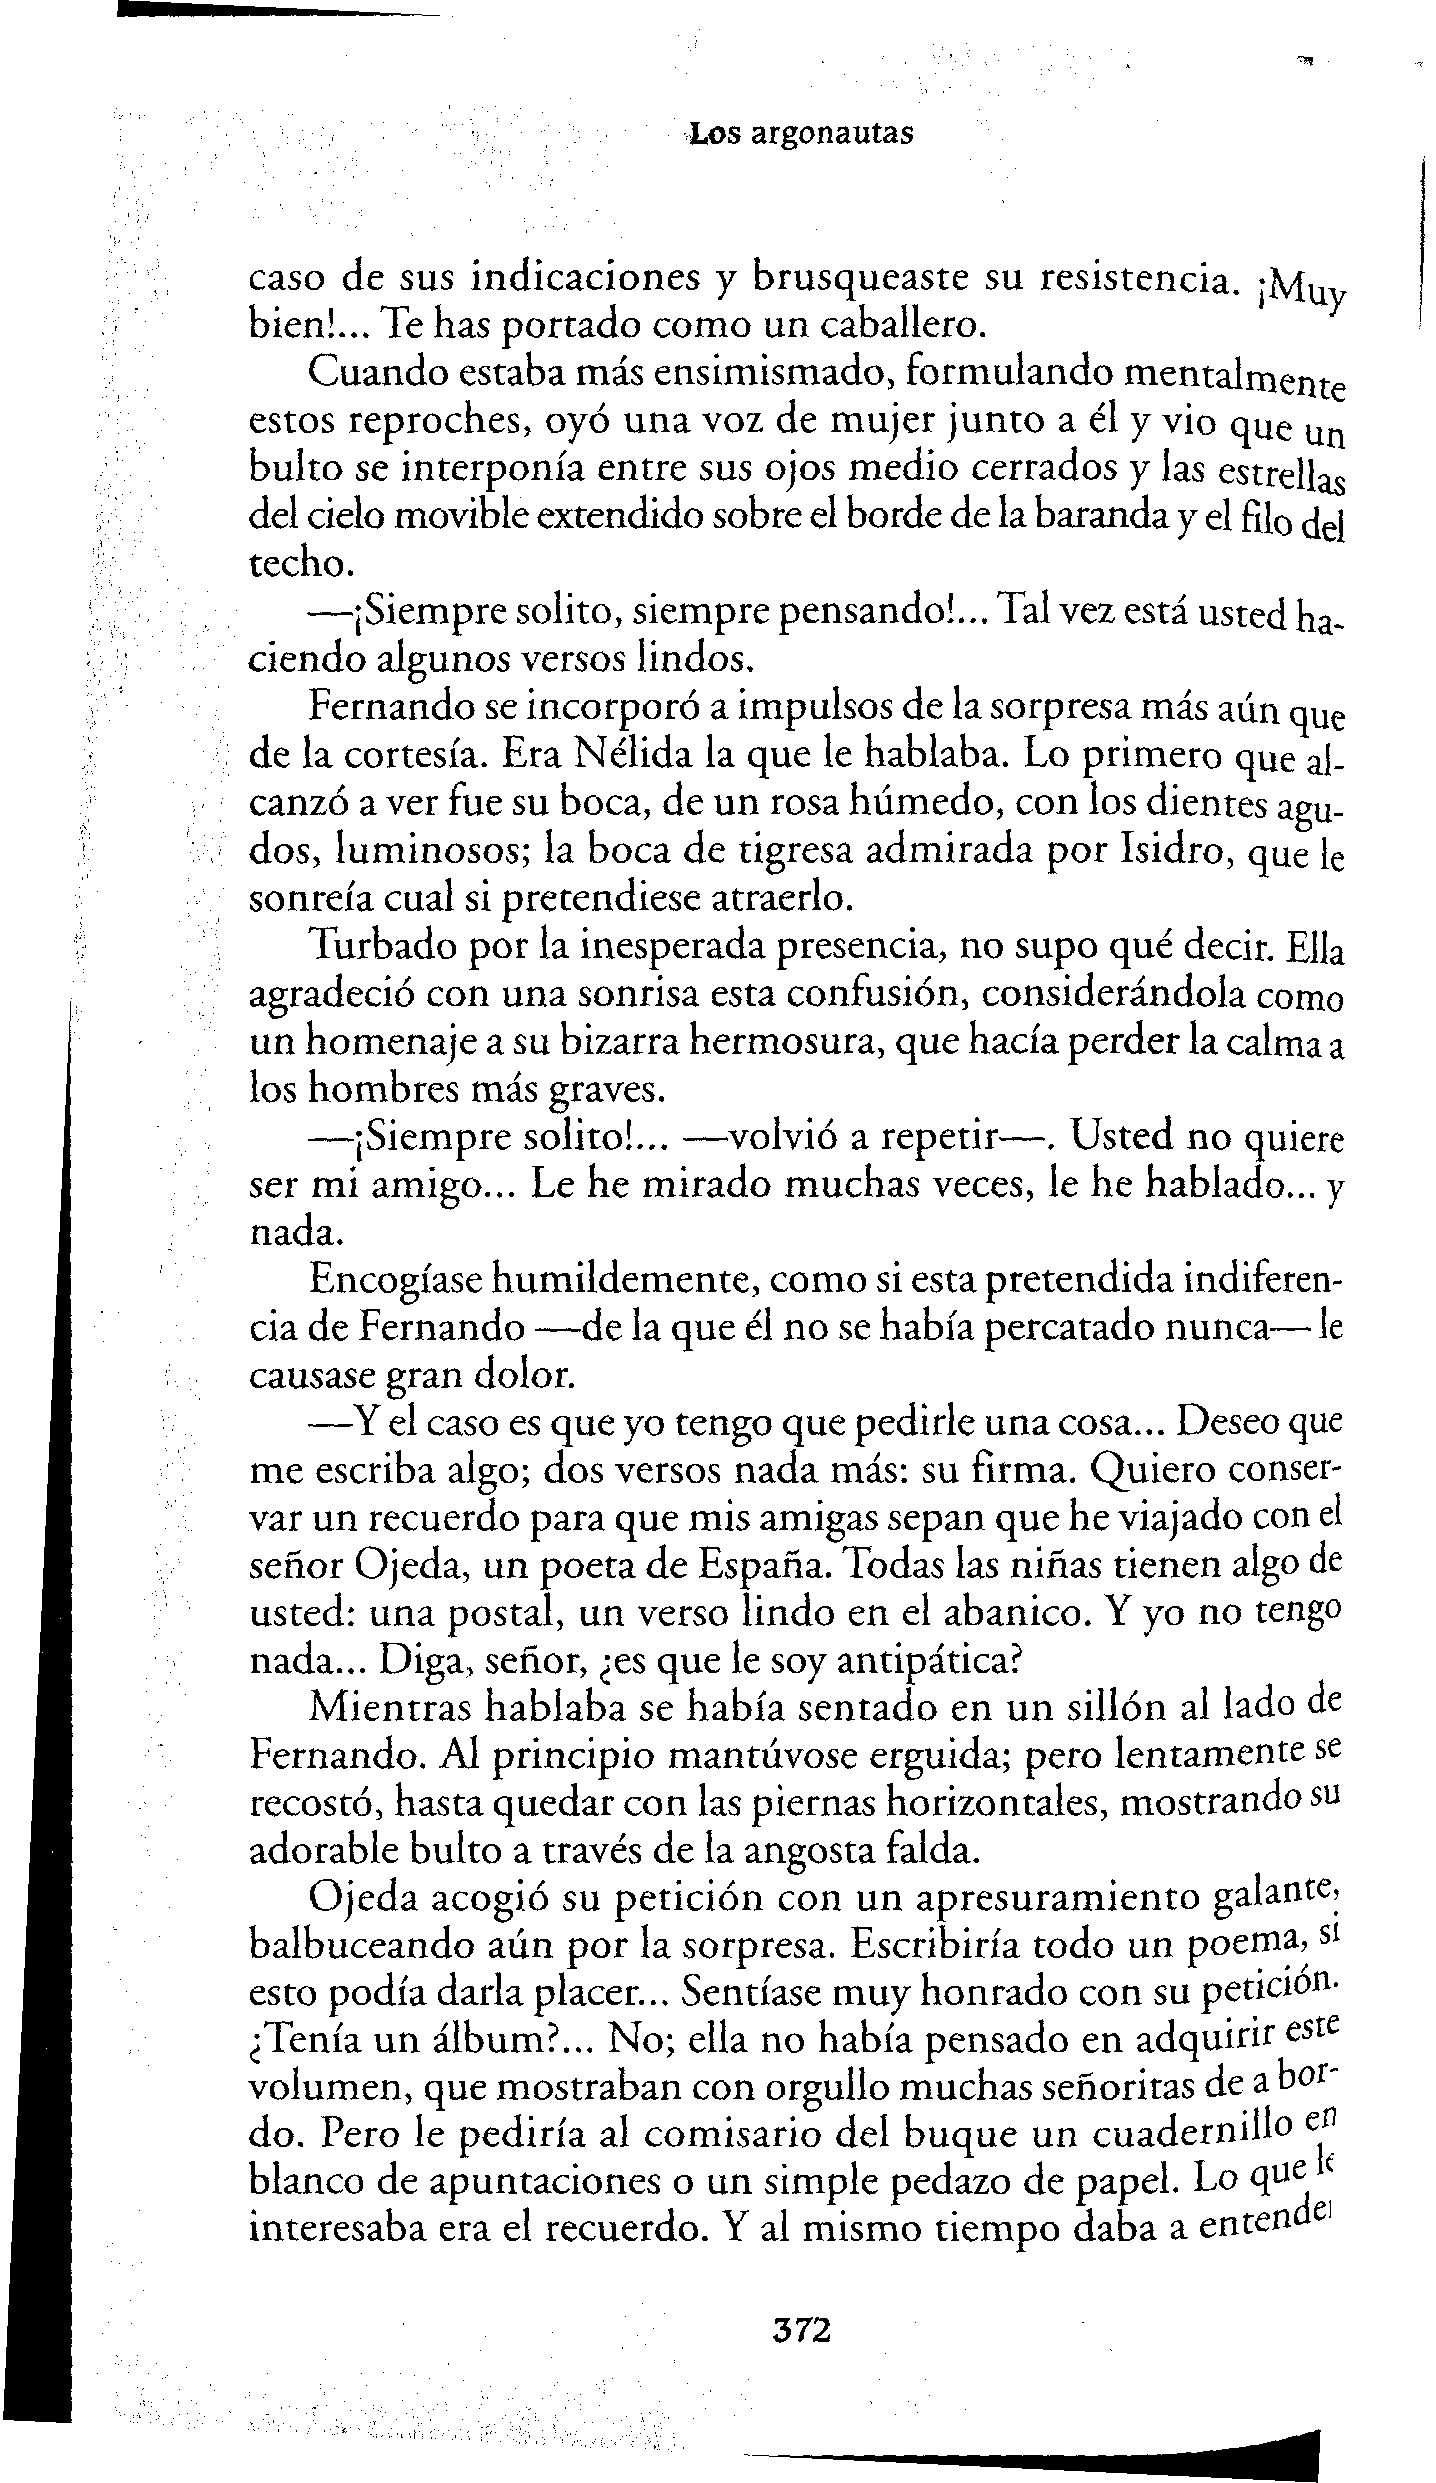 Los argonautas
caso de sus indicaciones y brusqueaste su resistencia. ¡Muy
bien!... Te has portado como un caballero.
Cuando estaba más ensimismado, formulando mentalmente
estos reproches, oyó una voz de mujer junto a él y vio que un
bulto se interponía entre sus ojos medio cerrados y las estrellas
del cielo movible extendido sobre el borde de la baranda y el filo del
techo.
—¡Siempre solito, siempre pensando!... Tal vez está usted ha-
ciendo algunos versos lindos.
Fernando se incorporó a impulsos de la sorpresa más aún que
de la cortesía. Era Nélida la que le hablaba. Lo primero que al-
canzó a ver fue su boca, de un rosa húmedo, con los dientes agu-
dos, luminosos; la boca de tigresa admirada por Isidro, que le
sonreía cual si pretendiese atraerlo.
Turbado por la inesperada presencia, no supo qué decir. Ella
agradeció con una sonrisa esta confusión, considerándola como
un homenaje a su bizarra hermosura, que hacía perder la calma a
los hombres más graves.
—¡Siempre solito!... —volvió a repetir—. Usted no quiere
ser mi amigo... Le he mirado muchas veces, le he hablado... y
nada.
Encogíase humildemente, como si esta pretendida indiferen-
cia de Fernando —de la que él no se había percatado nunca— le
causase gran dolor.
—Y el caso es que yo tengo que pedirle una cosa... Deseo que
me escriba algo; dos versos nada más: su firma. Quiero conser-
var un recuerdo para que mis amigas sepan que he viajado con el
señor Ojeda, un poeta de España. Todas las niñas tienen algo de
usted: una postal, un verso lindo en el abanico. Y yo no tengo
nada... Diga, señor, ¿es que le soy antipática?
Mientras hablaba se había sentado en un sillón al lado de
Fernando. Al principio mantúvose erguida; pero lentamente se
recostó, hasta quedar con las piernas horizontales, mostrando su
adorable bulto a través de la angosta falda.
Ojeda acogió su petición con un apresuramiento galante,
balbuceando aún por la sorpresa. Escribiría todo un poema, si
esto podía darla placer... Sentíase muy honrado con su petición.
¿Tenía un álbum?... No; ella no había pensado en adquirir este
volumen, que mostraban con orgullo muchas señoritas de a bor-
do. Pero le pediría al comisario del buque un cuadernillo en
blanco de apuntaciones o un simple pedazo de papel. Lo que le
interesaba era el recuerdo. Y al mismo tiempo daba a entender
372